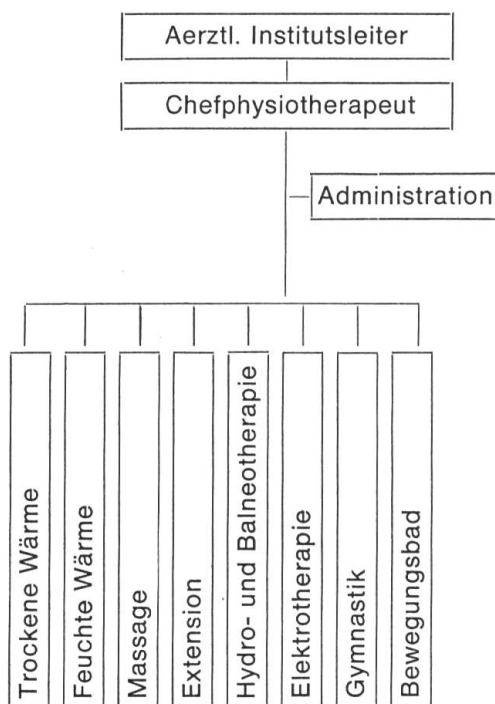 Aerztl. Institutsleiter
Chefphysiotherapeut
Administration
Trockene Wärme
Feuchte Wärme
Massage
Extension
Hydro- und Balneotherapie
Elektrotherapie
Gymnastik
Bewegungsbad